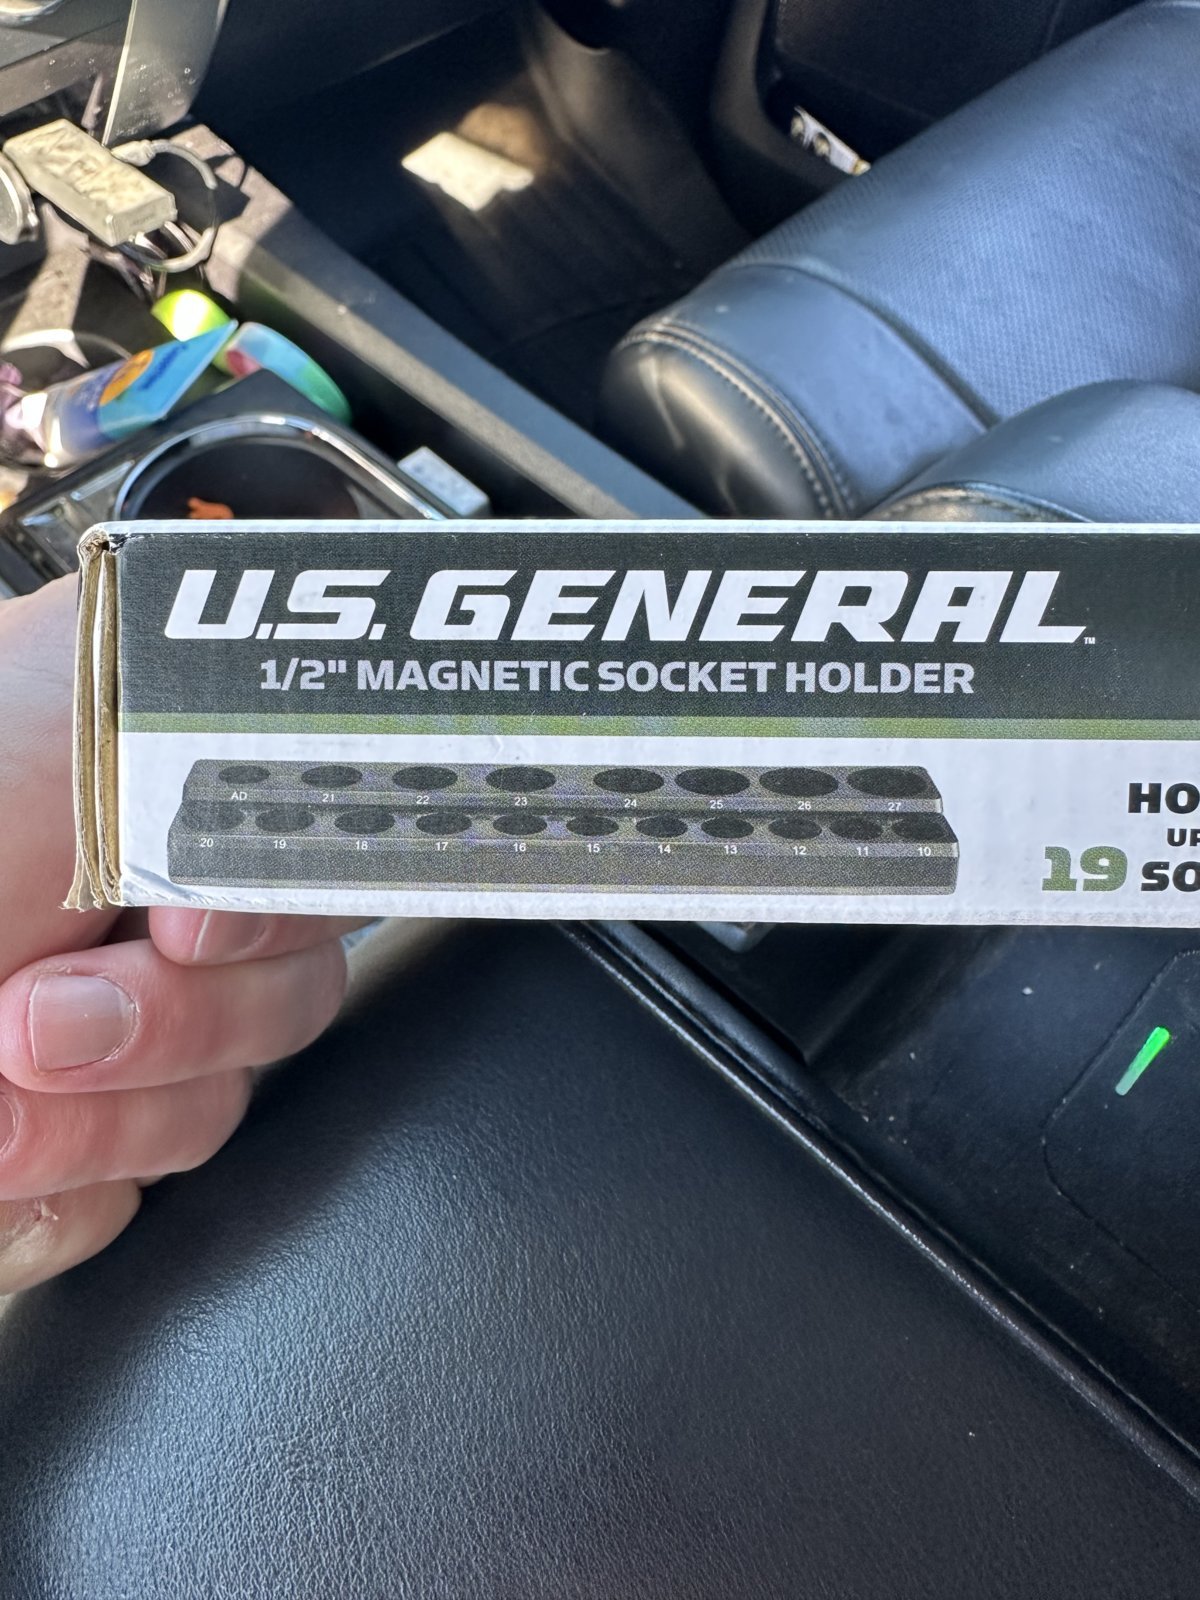 U.S. GENERAL™
1/2" MAGNETIC SOCKET HOLDER
AD 21 22 23 24 25 26 27
20 19 18 17 16 15 14 13 12 11 10
HO
UP
19 SO